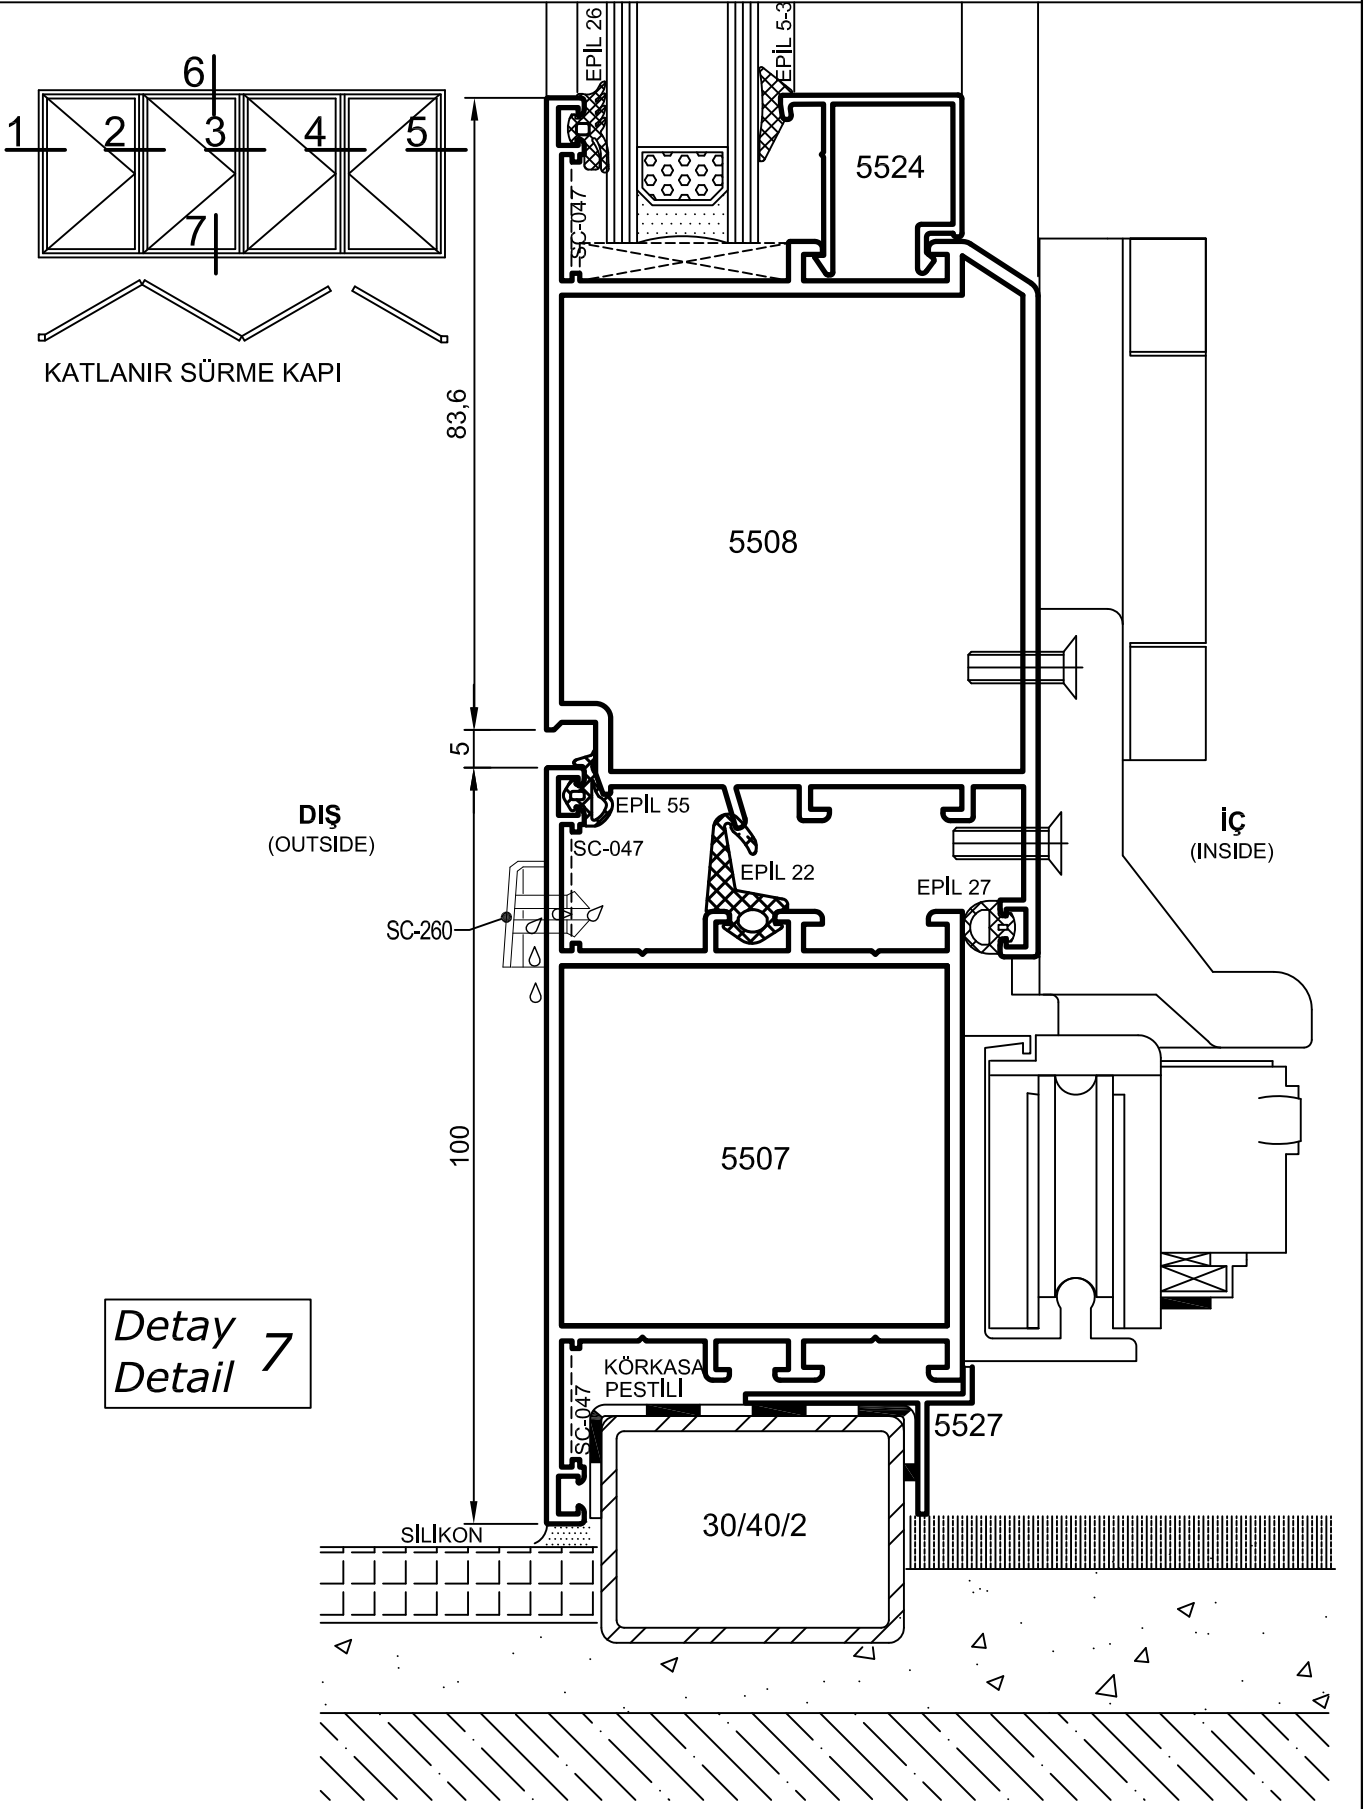 6
1 2 3 4 5
7
KATLANIR SÜRME KAPI
EPİL 26
EPİL 5-3
5524
SC-047
83,6
5508
5
DIŞ
(OUTSIDE)
EPİL 55
SC-047
EPİL 22
EPİL 27
İÇ
(INSIDE)
SC-260
100
5507
Detay
Detail 7
KÖRKASA
PESTİLİ
SC-047
5527
30/40/2
SİLİKON